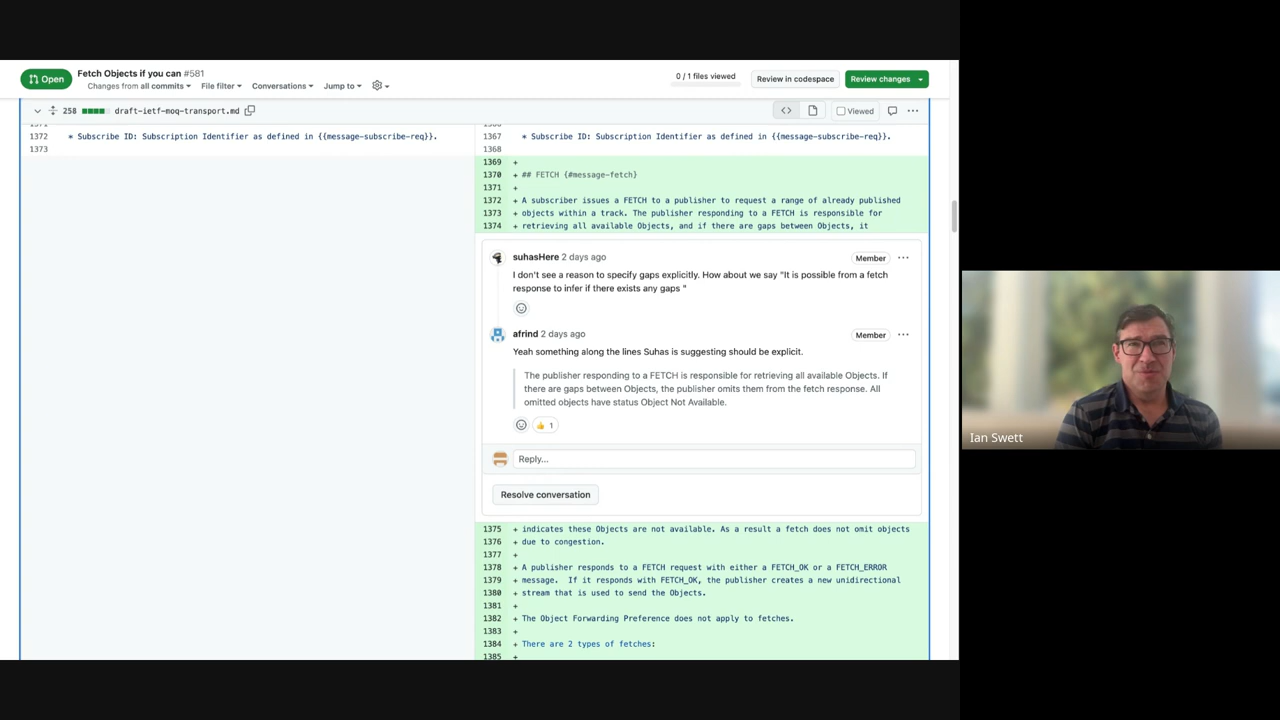 Open
Fetch Objects if you can #581
Changes from all commits File filter Conversations Jump to
0 / 1 files viewed
Review in codespace
Review changes
258 draft-ietf-moq-transport.md
Viewed
1372 * Subscribe ID: Subscription Identifier as defined in {{message-subscribe-req}}.
1373
1367 * Subscribe ID: Subscription Identifier as defined in {{message-subscribe-req}}.
1368
1369 +
1370 + ## FETCH {#message-fetch}
1371 +
1372 + A subscriber issues a FETCH to a publisher to request a range of already published
1373 + objects within a track. The publisher responding to a FETCH is responsible for
1374 + retrieving all available Objects, and if there are gaps between Objects, it
suhasHere 2 days ago
Member
I don't see a reason to specify gaps explicitly. How about we say "It is possible from a fetch
response to infer if there exists any gaps "
afrind 2 days ago
Member
Yeah something along the lines Suhas is suggesting should be explicit.
The publisher responding to a FETCH is responsible for retrieving all available Objects. If
there are gaps between Objects, the publisher omits them from the fetch response. All
omitted objects have status Object Not Available.
👍 1
Reply...
Resolve conversation
1375 + indicates these Objects are not available. As a result a fetch does not omit objects
1376 + due to congestion.
1377 +
1378 + A publisher responds to a FETCH request with either a FETCH_OK or a FETCH_ERROR
1379 + message.  If it responds with FETCH_OK, the publisher creates a new unidirectional
1380 + stream that is used to send the Objects.
1381 +
1382 + The Object Forwarding Preference does not apply to fetches.
1383 +
1384 + There are 2 types of fetches:
1385 +
Ian Swett